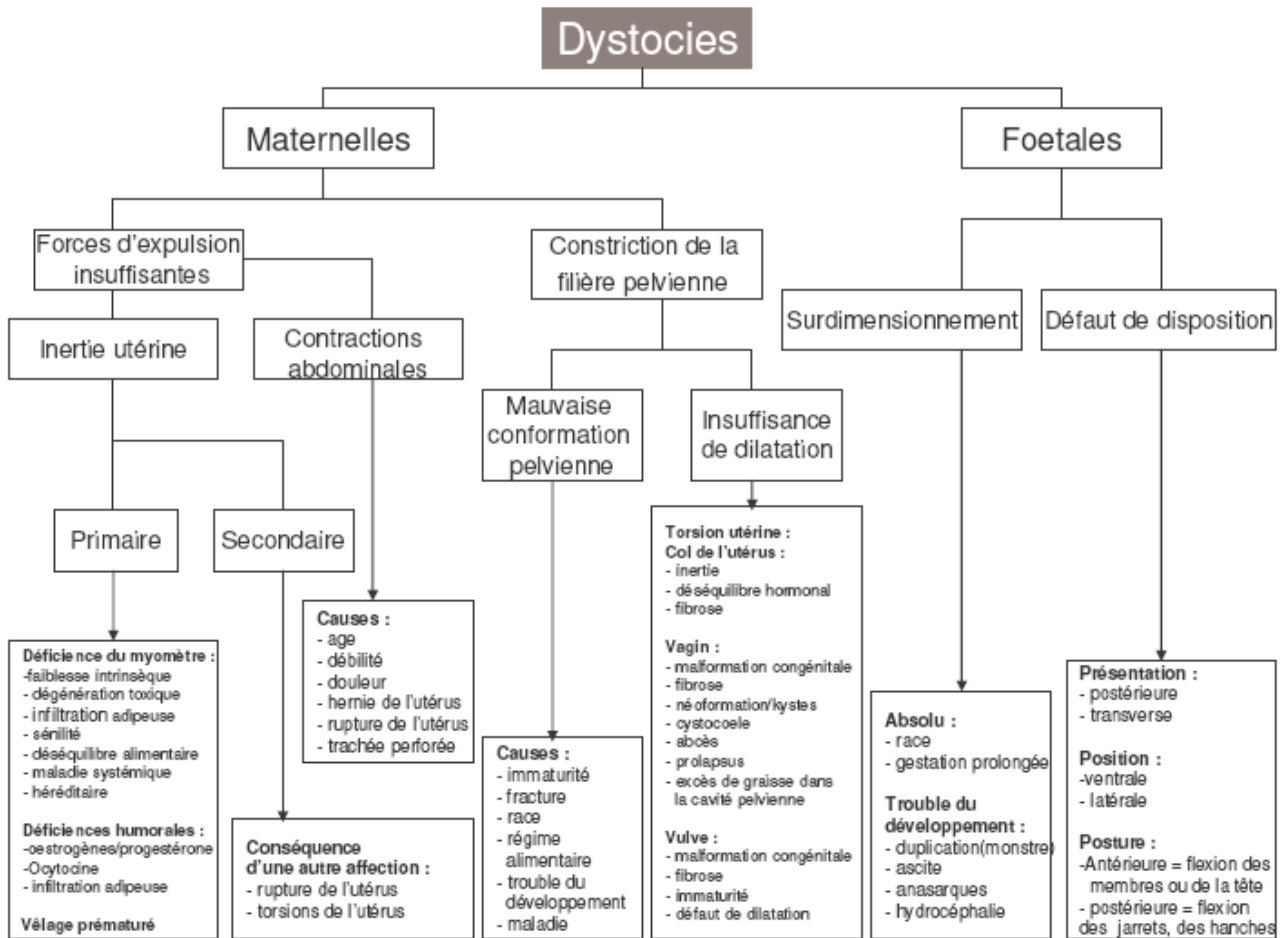 Dystocies
Maternelles
Foetales
Forces d'expulsion
insuffisantes
Constriction de la
filière pelvienne
Surdimensionnement
Défaut de disposition
Inertie utérine
Contractions
abdominales
Mauvaise
conformation
pelvienne
Insuffisance
de dilatation
Primaire
Secondaire
Déficience du myomètre :
-faiblesse intrinsèque
- dégénération toxique
- infiltration adipeuse
- sénilité
- déséquilibre alimentaire
- maladie systémique
- héréditaire
Déficiences humorales :
-oestrogènes/progestérone
-Ocytocine
- infiltration adipeuse
Vêlage prématuré
Conséquence
d'une autre affection :
- rupture de l'utérus
- torsions de l'utérus
Causes :
- age
- débilité
- douleur
- hernie de l'utérus
- rupture de l'utérus
- trachée perforée
Causes :
- immaturité
- fracture
- race
- régime
alimentaire
- trouble du
développement
- maladie
Torsion utérine :
Col de l'utérus :
- inertie
- déséquilibre hormonal
- fibrose
Vagin :
- malformation congénitale
- fibrose
- néoformation/kystes
- cystocoele
- abcès
- prolapsus
- excès de graisse dans
la cavité pelvienne
Vulve :
- malformation congénitale
- fibrose
- immaturité
- défaut de dilatation
Absolu :
- race
- gestation prolongée
Trouble du
développement :
- duplication(monstre)
- ascite
- anasarques
- hydrocéphalie
Présentation :
- postérieure
- transverse
Position :
-ventrale
- latérale
Posture :
-Antérieure = flexion des
membres ou de la tête
- postérieure = flexion
des jarrets, des hanches